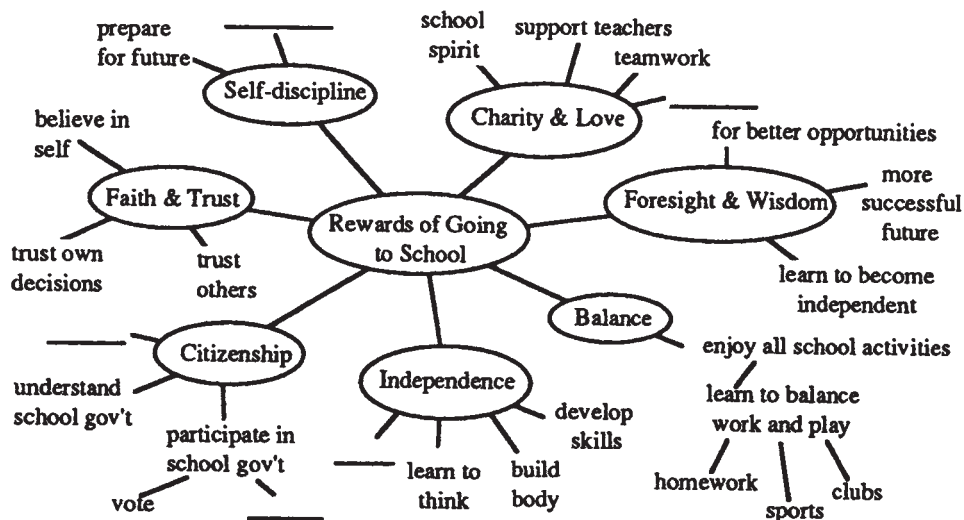 prepare
for future
Self-discipline
school
spirit
support teachers
teamwork
Charity & Love
believe in
self
Faith & Trust
trust own
decisions
trust
others
Rewards of Going
to School
for better opportunities
Foresight & Wisdom
more
successful
future
learn to become
independent
Balance
enjoy all school activities
learn to balance
work and play
homework
sports
clubs
Citizenship
understand
school gov't
participate in
school gov't
vote
Independence
learn to
think
build
body
develop
skills